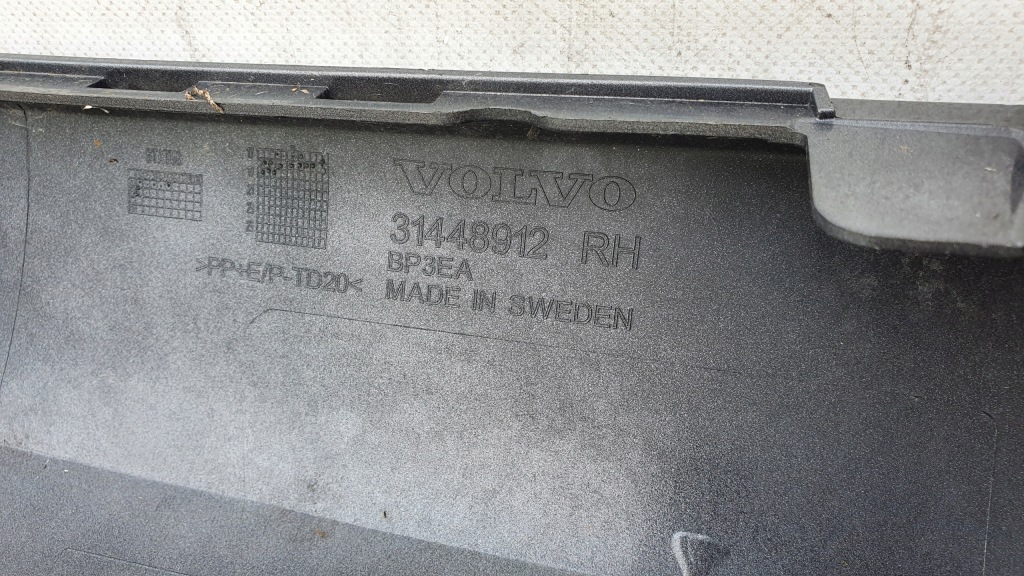 VOLVO
31448912 RH
BP3EA
>PP+E/P-TD20<
MADE IN SWEDEN